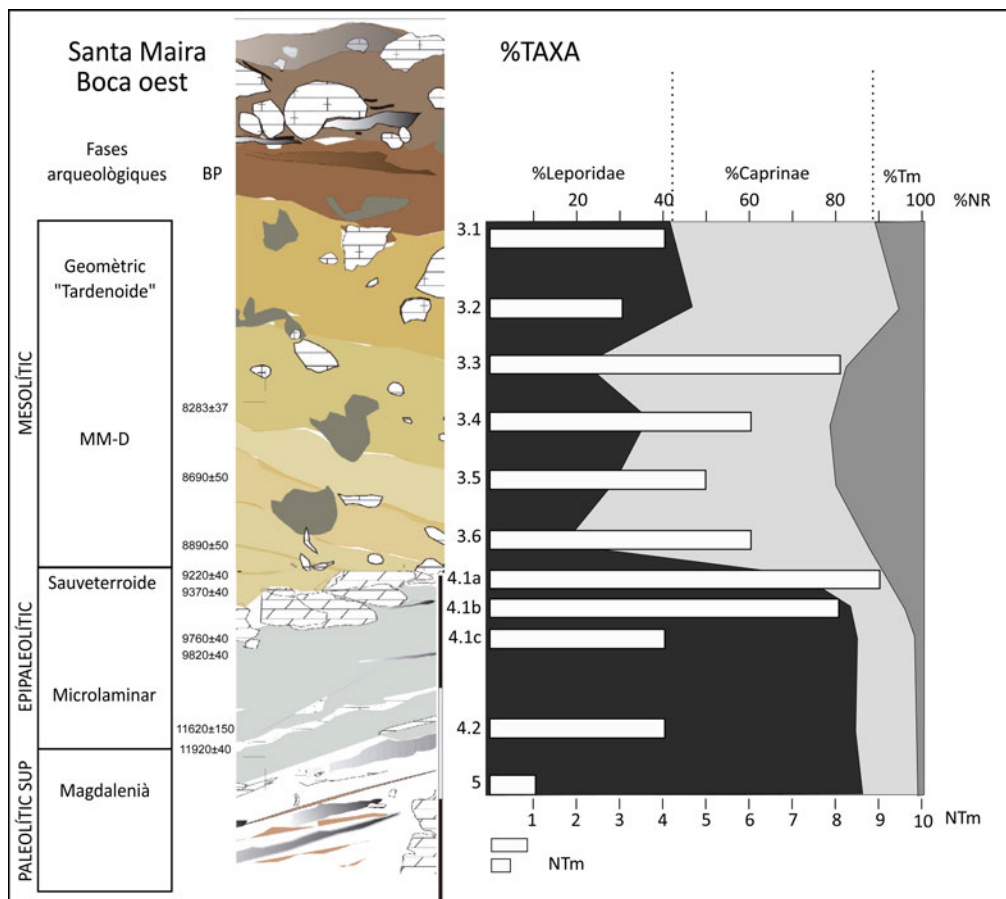 Santa Maira
Boca oest
%TAXA
Fases
arqueològiques
BP
%Leporidae
%Caprinae
%Tm
20
40
60
80
100
%NR
MESOLÍTIC
Geomètric
"Tardenoide"
MM-D
8283±37
8690±50
8890±50
EPIPALEOLÍTIC
Sauveterroide
Microlaminar
9220±40
9370±40
9760±40
9820±40
11620±150
11920±40
PALEOLÍTIC SUP
Magdalenià
3.1
3.2
3.3
3.4
3.5
3.6
4.1a
4.1b
4.1c
4.2
5
1
2
3
4
5
6
7
8
9
10
NTm
NTm